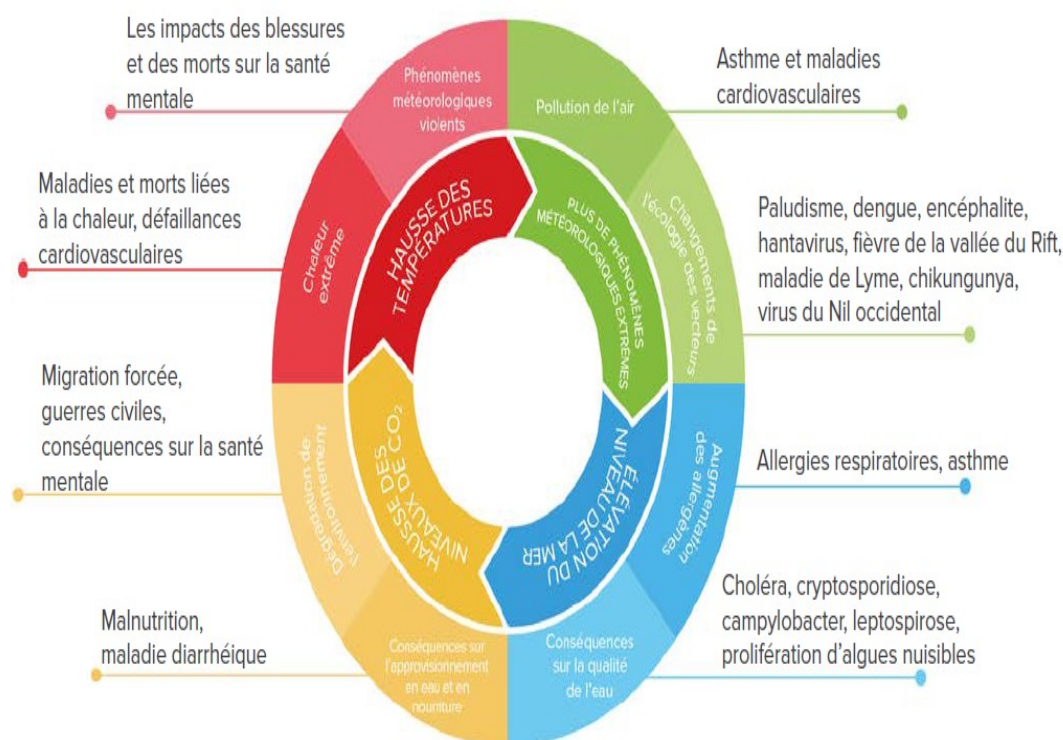 Les impacts des blessures
et des morts sur la santé
mentale
Phénomènes
météorologiques
violents
Pollution de l'air
Asthme et maladies
cardiovasculaires
Maladies et morts liées
à la chaleur, défaillances
cardiovasculaires
Chaleur
extrême
HAUSSE DES
TEMPÉRATURES
PLUS DE PHÉNOMÈNES
MÉTÉOROLOGIQUES EXTRÊMES
Changements de
l'écologie des vecteurs
Paludisme, dengue, encéphalite,
hantavirus, fièvre de la vallée du Rift,
maladie de Lyme, chikungunya,
virus du Nil occidental
Migration forcée,
guerres civiles,
conséquences sur la santé
mentale
Dégradation de
l'environnement
HAUSSE DES
NIVEAUX DE CO₂
ÉLÉVATION DU
NIVEAU DE LA MER
Augmentation
des allergènes
Allergies respiratoires, asthme
Malnutrition,
maladie diarrhéique
Conséquences sur
l'approvisionnement
en eau et en
nourriture
Conséquences
sur la qualité
de l'eau
Choléra, cryptosporidiose,
campylobacter, leptospirose,
prolifération d'algues nuisibles